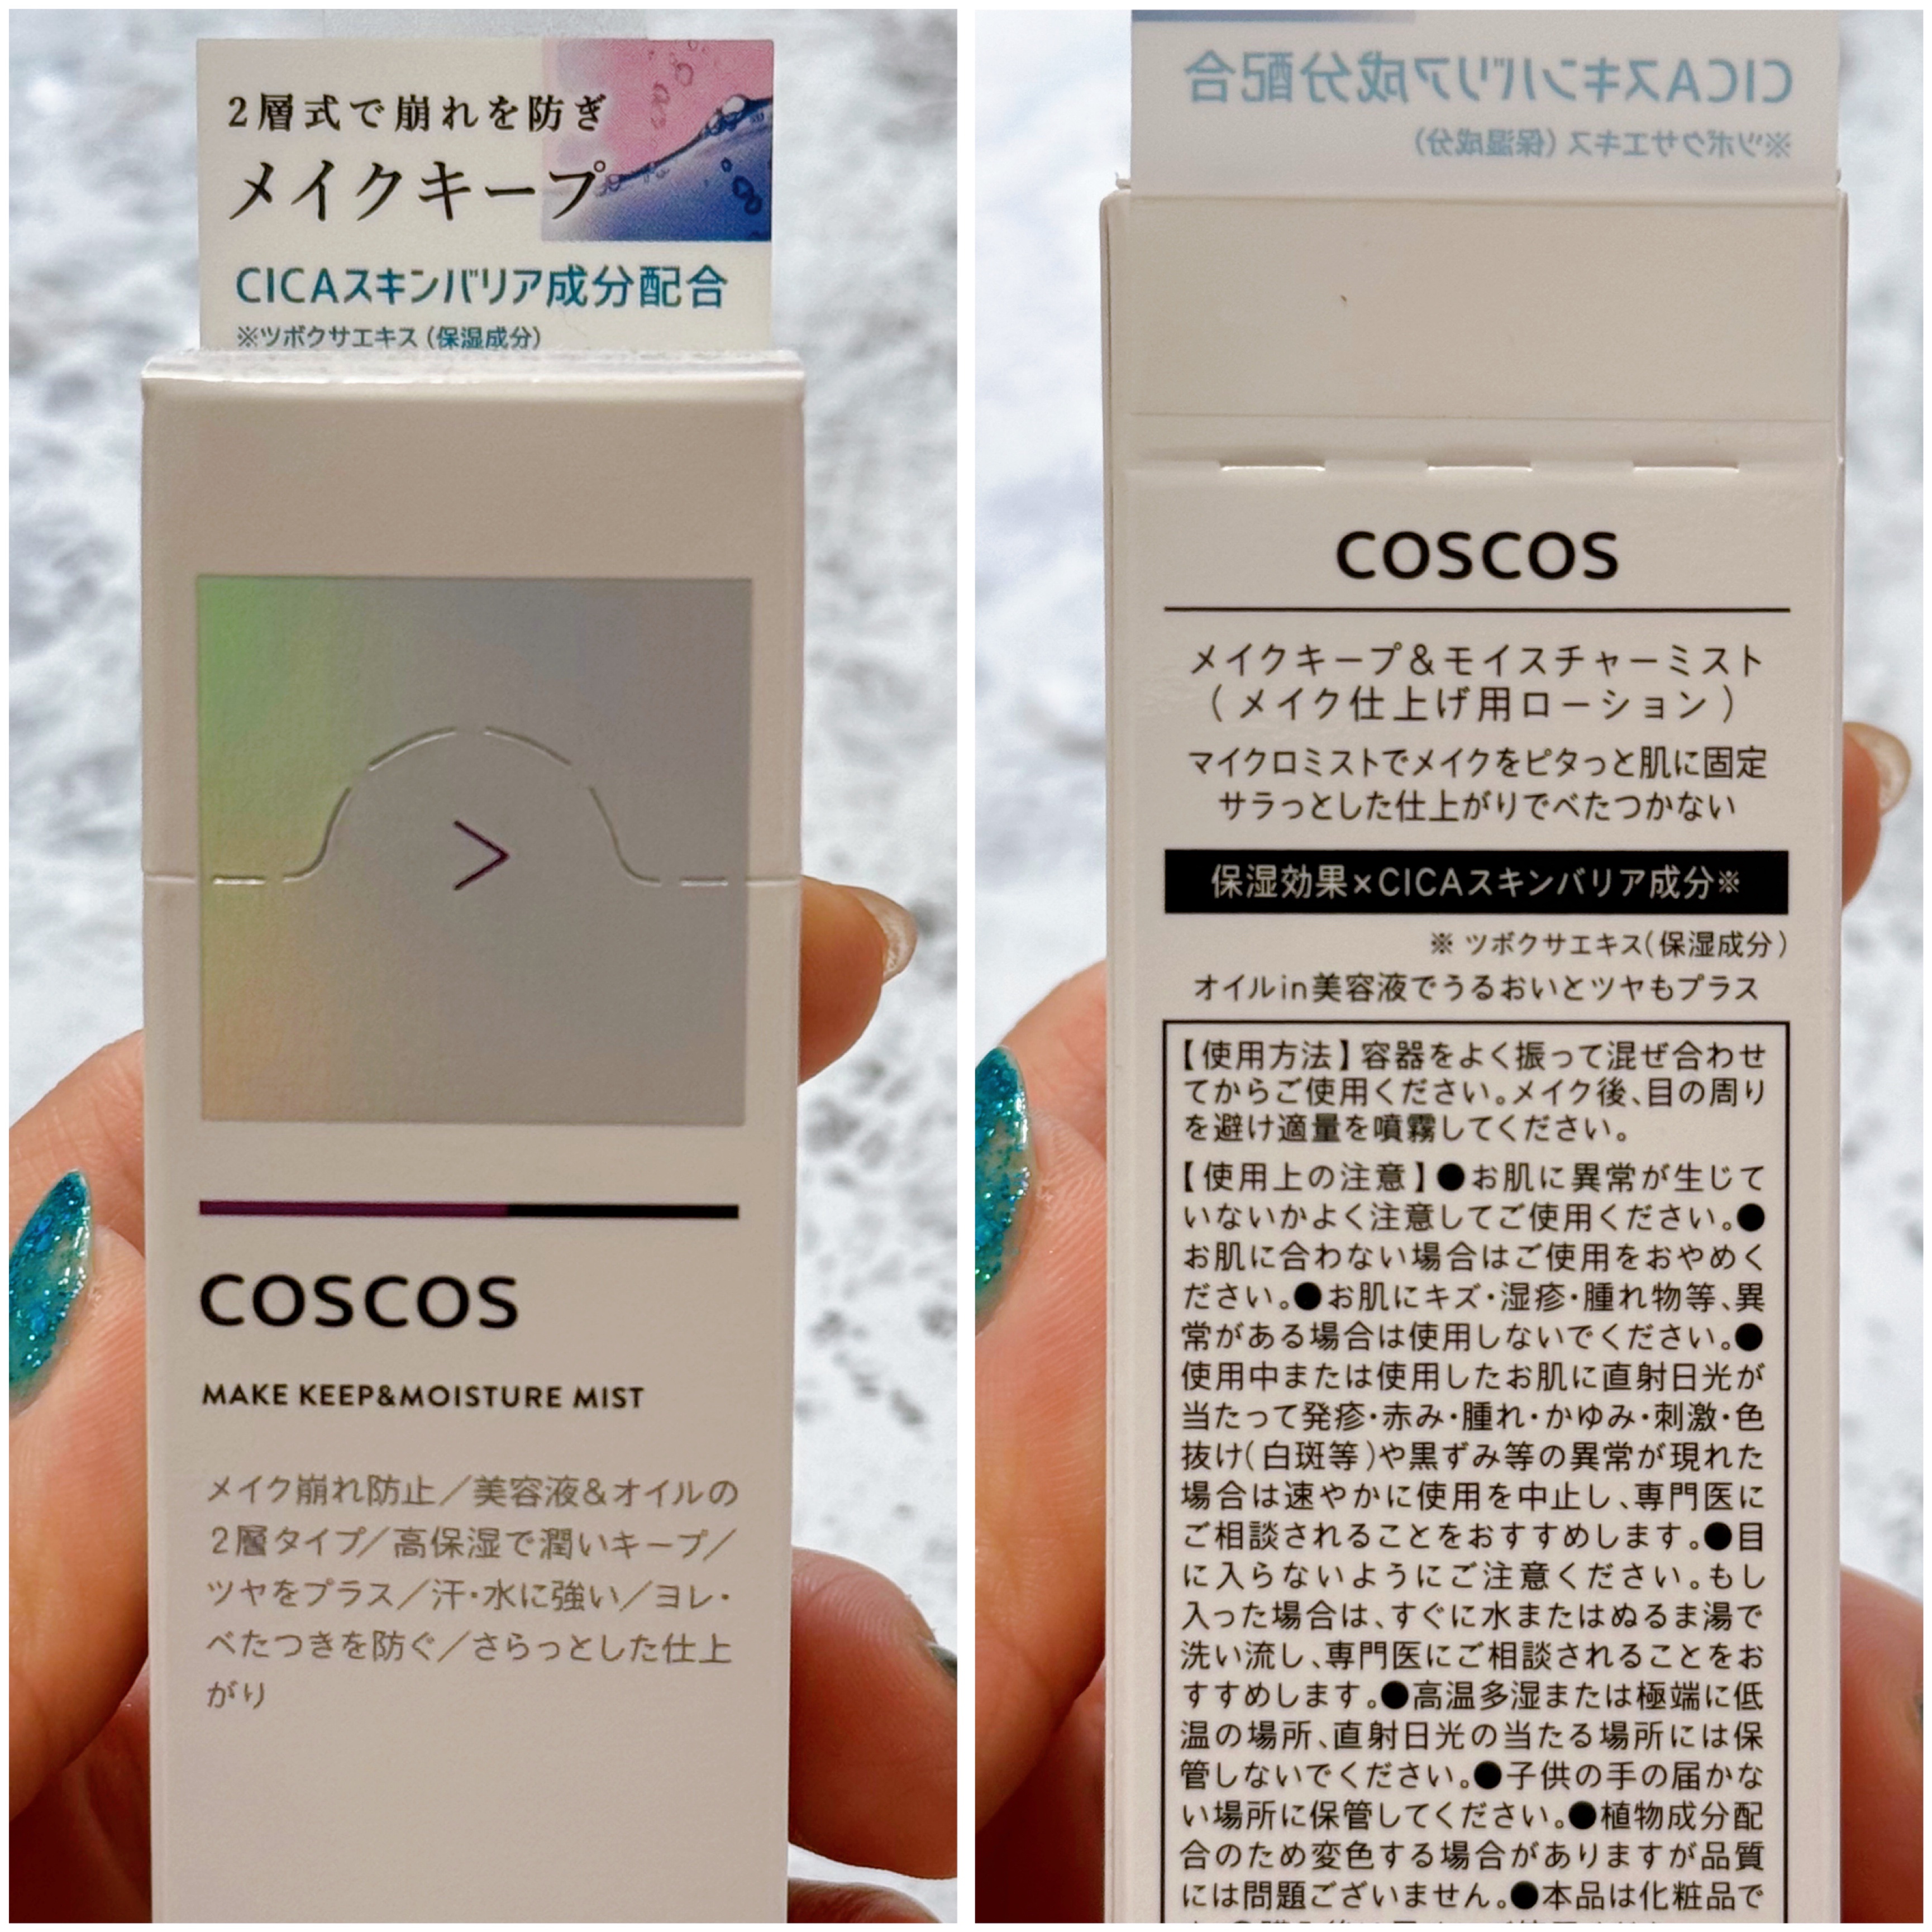 2層式で崩れを防ぎ
メイクキープ
CICAスキンバリア成分配合
※ツボクサエキス(保湿成分)
COSCOS
MAKE KEEP&MOISTURE MIST
メイク崩れ防止/美容液&オイルの
2層タイプ/高保湿で潤いキープ/
ツヤをプラス/汗・水に強い/ヨレ・
べたつきを防ぐ/さらっとした仕上
がり
CICAスキンバリア成分配合
※ツボクサエキス(保湿成分)
COSCOS
メイクキープ&モイスチャーミスト
(メイク仕上げ用ローション)
マイクロミストでメイクをピタっと肌に固定
サラっとした仕上がりでべたつかない
保湿効果×CICAスキンバリア成分※
※ ツボクサエキス(保湿成分)
オイルin美容液でうるおいとツヤもプラス
【使用方法】容器をよく振って混ぜ合わせ
てからご使用ください。メイク後、目の周り
を避け適量を噴霧してください。
【使用上の注意】●お肌に異常が生じて
いないかよく注意してご使用ください。●
お肌に合わない場合はご使用をおやめく
ださい。●お肌にキズ・湿疹・腫れ物等、異
常がある場合は使用しないでください。●
使用中または使用したお肌に直射日光が
当たって発疹・赤み・腫れ・かゆみ・刺激・色
抜け(白斑等)や黒ずみ等の異常が現れた
場合は速やかに使用を中止し、専門医に
ご相談されることをおすすめします。●目
に入らないようにご注意ください。もし
入った場合は、すぐに水またはぬるま湯で
洗い流し、専門医にご相談されることをお
すすめします。●高温多湿または極端に低
温の場所、直射日光の当たる場所には保
管しないでください。●子供の手の届かな
い場所に保管してください。●植物成分配
合のため変色する場合がありますが品質
には問題ございません。●本品は化粧品で